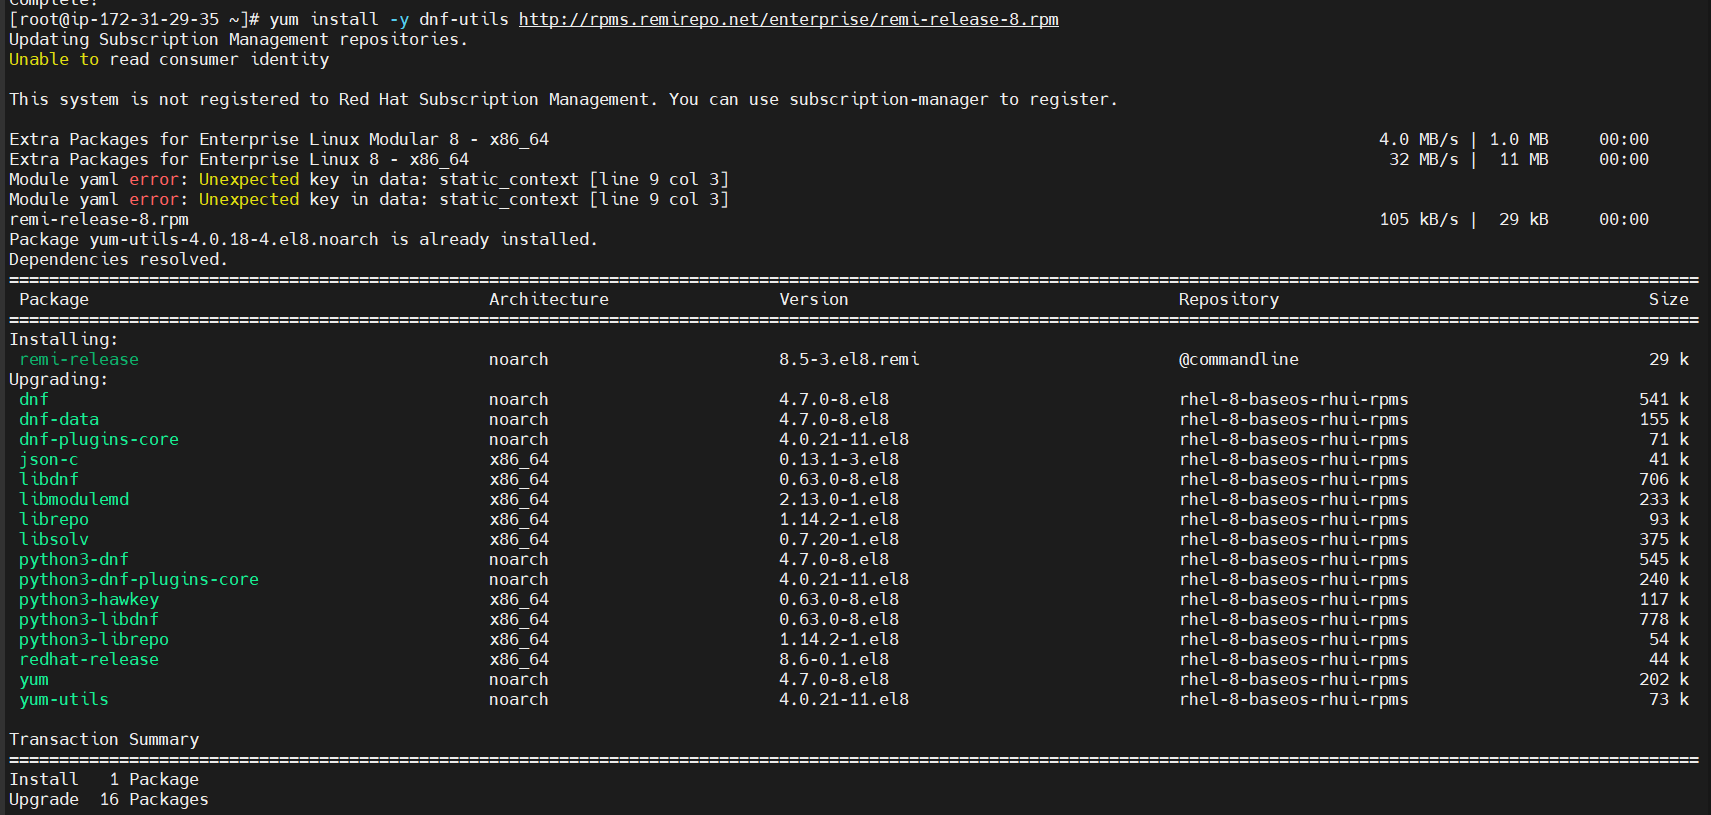 Complete!
[root@ip-172-31-29-35 ~]# yum install -y dnf-utils http://rpms.remirepo.net/enterprise/remi-release-8.rpm
Updating Subscription Management repositories.
Unable to read consumer identity
This system is not registered to Red Hat Subscription Management. You can use subscription-manager to register.
Extra Packages for Enterprise Linux Modular 8 - x86_64 4.0 MB/s | 1.0 MB 00:00
Extra Packages for Enterprise Linux 8 - x86_64 32 MB/s | 11 MB 00:00
Module yaml error: Unexpected key in data: static_context [line 9 col 3]
Module yaml error: Unexpected key in data: static_context [line 9 col 3]
remi-release-8.rpm 105 kB/s | 29 kB 00:00
Package yum-utils-4.0.18-4.el8.noarch is already installed.
Dependencies resolved.
Package Architecture Version Repository Size
Installing:
remi-release noarch 8.5-3.el8.remi @commandline 29 k
Upgrading:
dnf noarch 4.7.0-8.el8 rhel-8-baseos-rhui-rpms 541 k
dnf-data noarch 4.7.0-8.el8 rhel-8-baseos-rhui-rpms 155 k
dnf-plugins-core noarch 4.0.21-11.el8 rhel-8-baseos-rhui-rpms 71 k
json-c x86_64 0.13.1-3.el8 rhel-8-baseos-rhui-rpms 41 k
libdnf x86_64 0.63.0-8.el8 rhel-8-baseos-rhui-rpms 706 k
libmodulemd x86_64 2.13.0-1.el8 rhel-8-baseos-rhui-rpms 233 k
librepo x86_64 1.14.2-1.el8 rhel-8-baseos-rhui-rpms 93 k
libsolv x86_64 0.7.20-1.el8 rhel-8-baseos-rhui-rpms 375 k
python3-dnf noarch 4.7.0-8.el8 rhel-8-baseos-rhui-rpms 545 k
python3-dnf-plugins-core noarch 4.0.21-11.el8 rhel-8-baseos-rhui-rpms 240 k
python3-hawkey x86_64 0.63.0-8.el8 rhel-8-baseos-rhui-rpms 117 k
python3-libdnf x86_64 0.63.0-8.el8 rhel-8-baseos-rhui-rpms 778 k
python3-librepo x86_64 1.14.2-1.el8 rhel-8-baseos-rhui-rpms 54 k
redhat-release x86_64 8.6-0.1.el8 rhel-8-baseos-rhui-rpms 44 k
yum noarch 4.7.0-8.el8 rhel-8-baseos-rhui-rpms 202 k
yum-utils noarch 4.0.21-11.el8 rhel-8-baseos-rhui-rpms 73 k
Transaction Summary
Install 1 Package
Upgrade 16 Packages